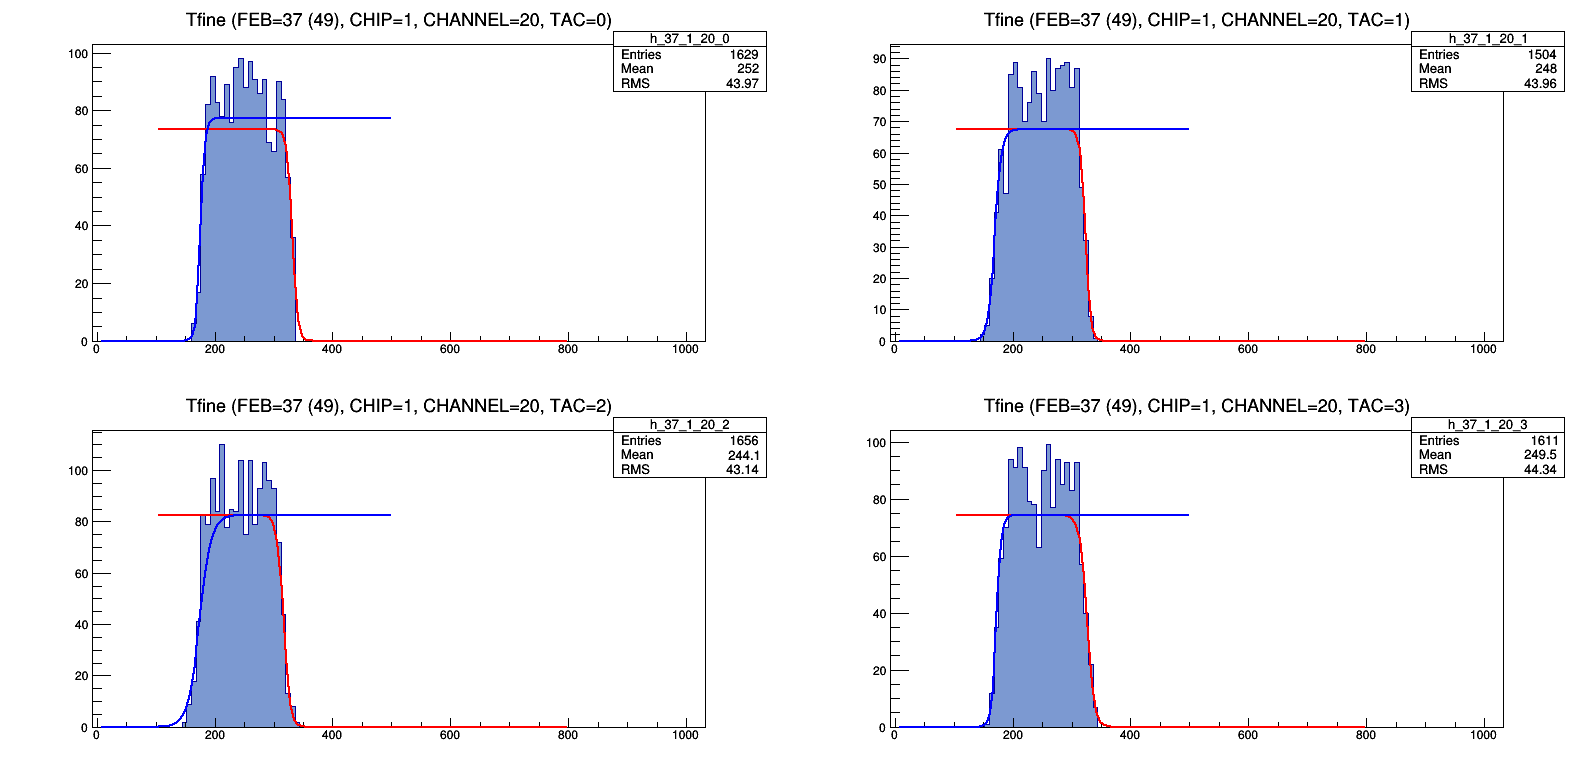 Tfine (FEB=37 (49), CHIP=1, CHANNEL=20, TAC=0)
h_37_1_20_0
Entries 1629
Mean 252
RMS 43.97
100
80
60
40
20
0
0 200 400 600 800 1000
Tfine (FEB=37 (49), CHIP=1, CHANNEL=20, TAC=1)
h_37_1_20_1
Entries 1504
Mean 248
RMS 43.96
90
80
70
60
50
40
30
20
10
0
0 200 400 600 800 1000
Tfine (FEB=37 (49), CHIP=1, CHANNEL=20, TAC=2)
h_37_1_20_2
Entries 1656
Mean 244.1
RMS 43.14
100
80
60
40
20
0
0 200 400 600 800 1000
Tfine (FEB=37 (49), CHIP=1, CHANNEL=20, TAC=3)
h_37_1_20_3
Entries 1611
Mean 249.5
RMS 44.34
100
80
60
40
20
0
0 200 400 600 800 1000